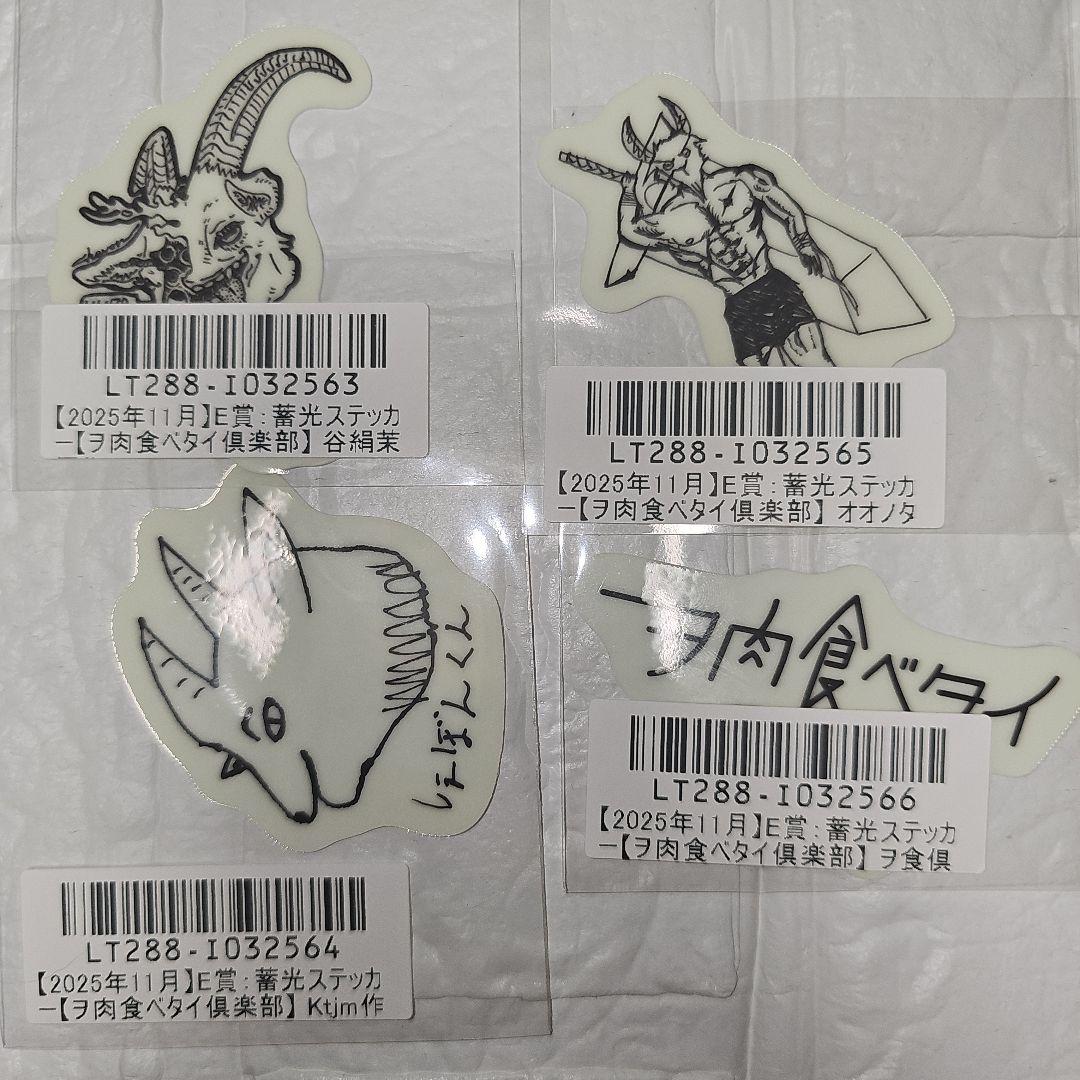 LT288-I032563
【2025年11月】E賞：蓄光ステッカ
ー【ヲ肉食ベタイ倶楽部】谷絹茉
LT288-I032565
【2025年11月】E賞：蓄光ステッカ
ー【ヲ肉食ベタイ倶楽部】オオノタ
しぇーぼんくん
LT288-I032564
【2025年11月】E賞：蓄光ステッカ
ー【ヲ肉食ベタイ倶楽部】Ktjm作
ヲ肉食ベタイ
LT288-I032566
【2025年11月】E賞：蓄光ステッカ
ー【ヲ肉食ベタイ倶楽部】ヲ食倶